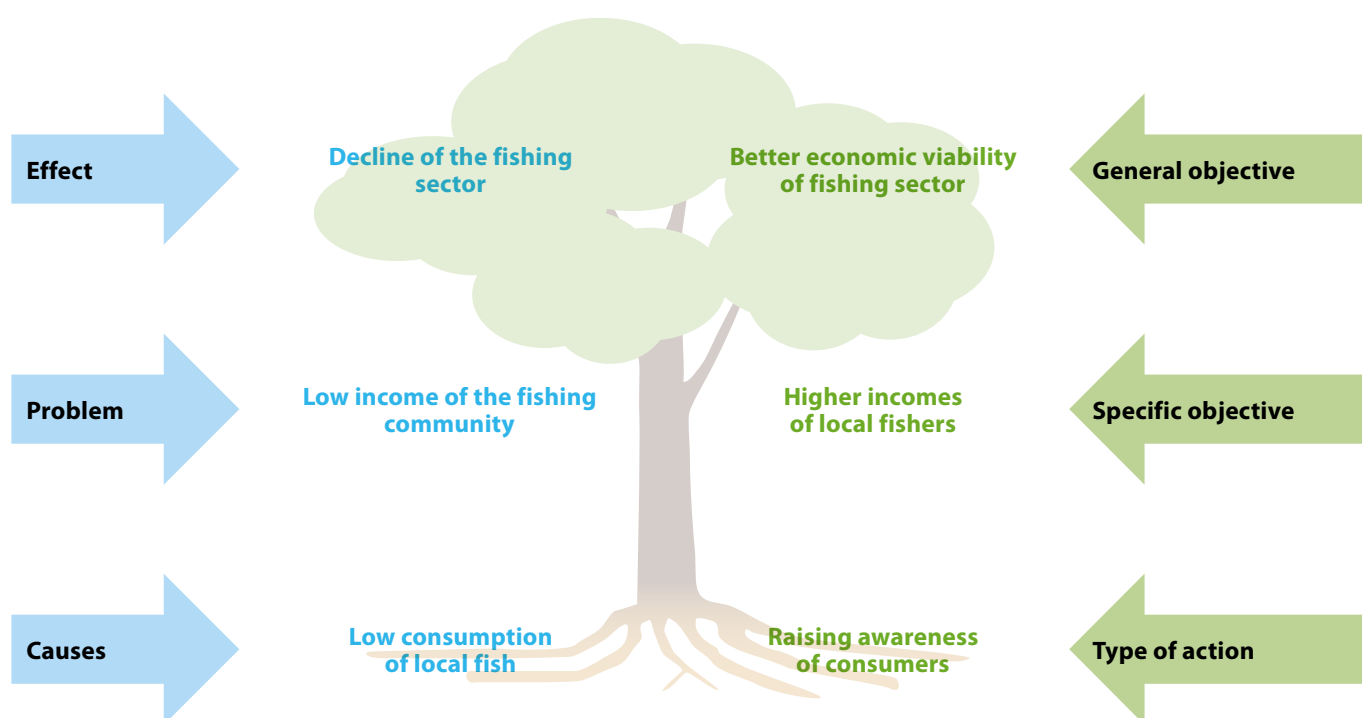 Effect
Decline of the fishing
sector
Better economic viability
of fishing sector
General objective
Problem
Low income of the fishing
community
Higher incomes
of local fishers
Specific objective
Causes
Low consumption
of local fish
Raising awareness
of consumers
Type of action